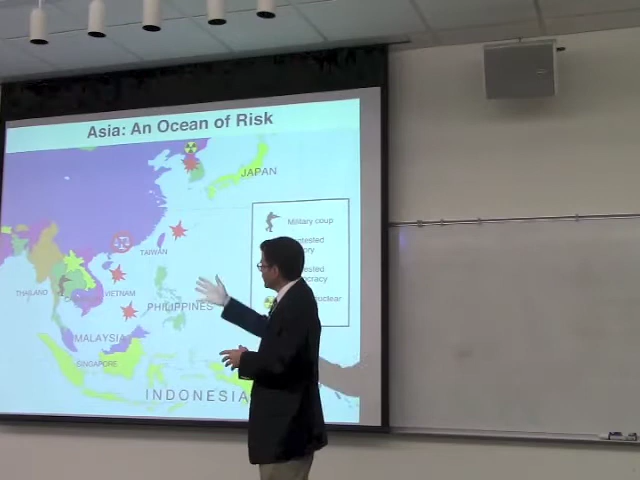 Asia: An Ocean of Risk
JAPAN
Military coup
TAIWAN
THAILAND
VIETNAM
PHILIPPINES
MALAYSIA
SINGAPORE
INDONESIA